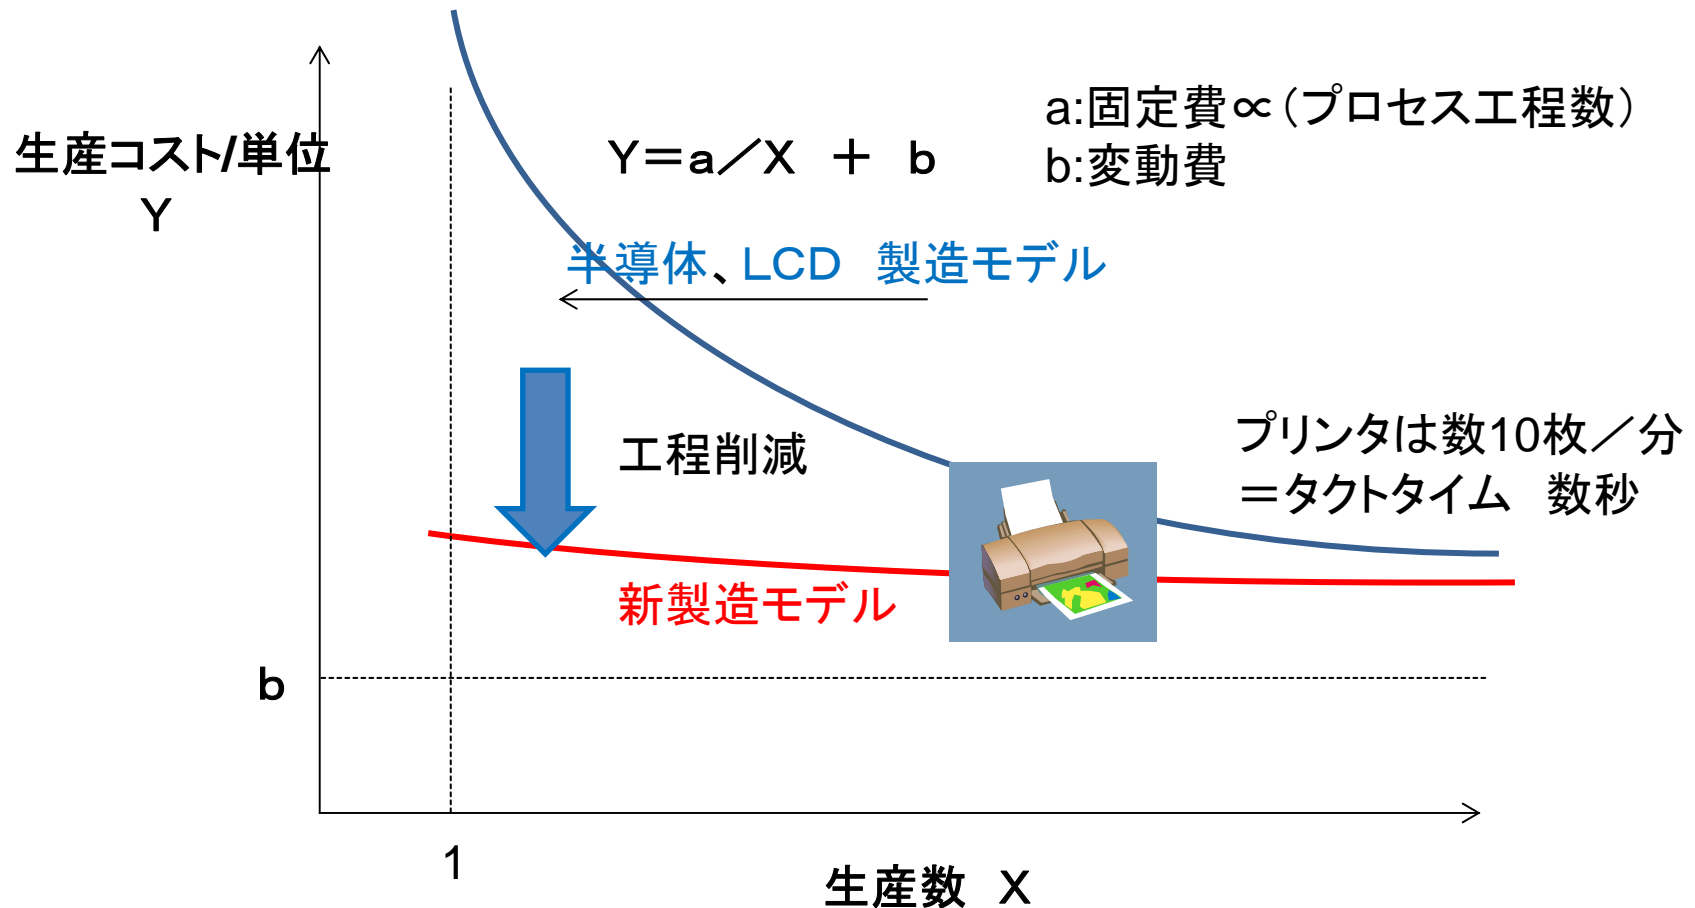 生産コスト/単位
Y
Y=a/X + b
a:固定費∝(プロセス工程数)
b:変動費
半導体、LCD 製造モデル
工程削減
プリンタは数10枚/分
=タクトタイム 数秒
新製造モデル
b
1
生産数 X